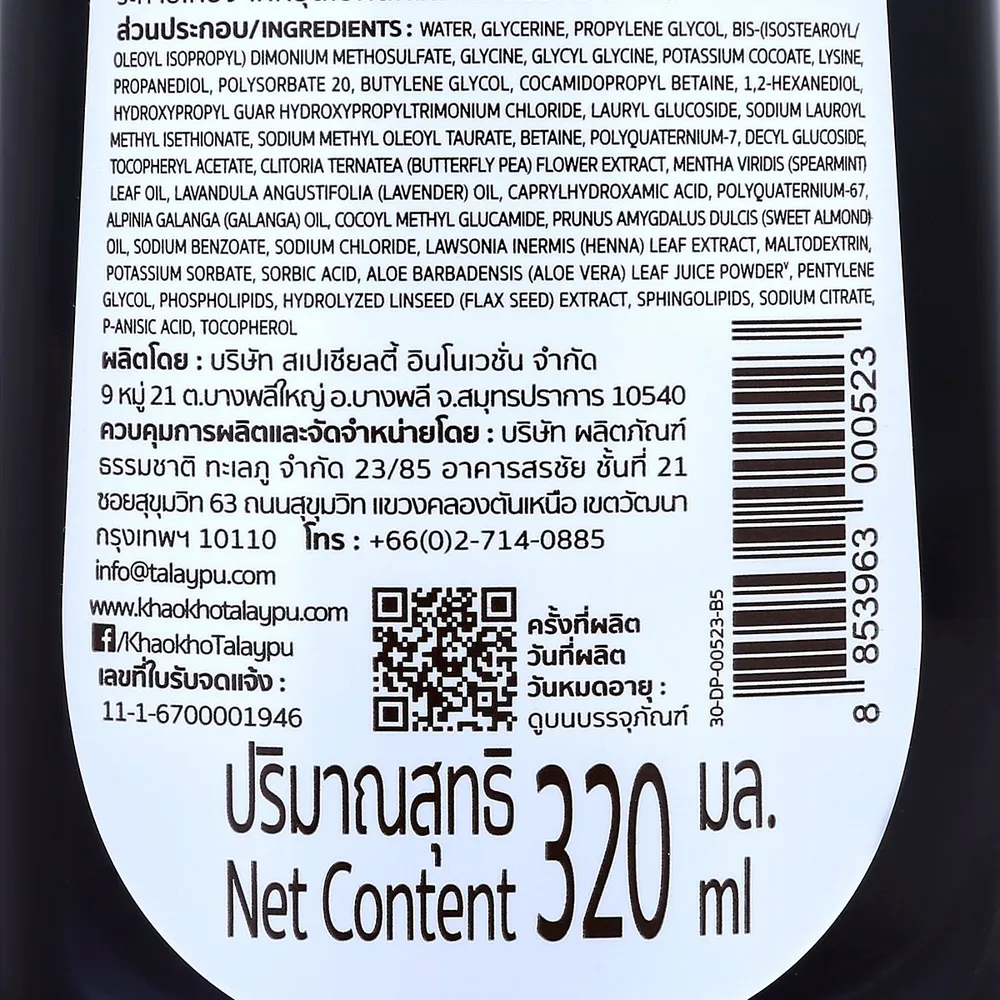 ส่วนประกอบ/INGREDIENTS : WATER, GLYCERINE, PROPYLENE GLYCOL, BIS-(ISOSTEAROYL/
OLEOYL ISOPROPYL) DIMONIUM METHOSULFATE, GLYCINE, GLYCYL GLYCINE, POTASSIUM COCOATE, LYSINE,
PROPANEDIOL, POLYSORBATE 20, BUTYLENE GLYCOL, COCAMIDOPROPYL BETAINE, 1,2-HEXANEDIOL,
HYDROXYPROPYL GUAR HYDROXYPROPYLTRIMONIUM CHLORIDE, LAURYL GLUCOSIDE, SODIUM LAUROYL
METHYL ISETHIONATE, SODIUM METHYL OLEOYL TAURATE, BETAINE, POLYQUATERNIUM-7, DECYL GLUCOSIDE,
TOCOPHERYL ACETATE, CLITORIA TERNATEA (BUTTERFLY PEA) FLOWER EXTRACT, MENTHA VIRIDIS (SPEARMINT)
LEAF OIL, LAVANDULA ANGUSTIFOLIA (LAVENDER) OIL, CAPRYLHYDROXAMIC ACID, POLYQUATERNIUM-67,
ALPINIA GALANGA (GALANGA) OIL, COCOYL METHYL GLUCAMIDE, PRUNUS AMYGDALUS DULCIS (SWEET ALMOND)
OIL, SODIUM BENZOATE, SODIUM CHLORIDE, LAWSONIA INERMIS (HENNA) LEAF EXTRACT, MALTODEXTRIN,
POTASSIUM SORBATE, SORBIC ACID, ALOE BARBADENSIS (ALOE VERA) LEAF JUICE POWDERᵛ, PENTYLENE
GLYCOL, PHOSPHOLIPIDS, HYDROLYZED LINSEED (FLAX SEED) EXTRACT, SPHINGOLIPIDS, SODIUM CITRATE,
P-ANISIC ACID, TOCOPHEROL
ผลิตโดย : บริษัท สเปเชียลตี้ อินโนเวชั่น จำกัด
9 หมู่ 21 ต.บางพลีใหญ่ อ.บางพลี จ.สมุทรปราการ 10540
ควบคุมการผลิตและจัดจำหน่ายโดย : บริษัท ผลิตภัณฑ์
ธรรมชาติ ทะเลภู จำกัด 23/85 อาคารสรชัย ชั้นที่ 21
ซอยสุขุมวิท 63 ถนนสุขุมวิท แขวงคลองตันเหนือ เขตวัฒนา
กรุงเทพฯ 10110 โทร : +66(0)2-714-0885
info@talaypu.com
www.khaokhotalaypu.com
f/KhaokhoTalaypu
เลขที่ใบรับจดแจ้ง :
11-1-6700001946
ครั้งที่ผลิต
วันที่ผลิต
วันหมดอายุ :
ดูบนบรรจุภัณฑ์
30-DP-00523-B5
8 853963 000523
ปริมาณสุทธิ 320 มล.
Net Content ml